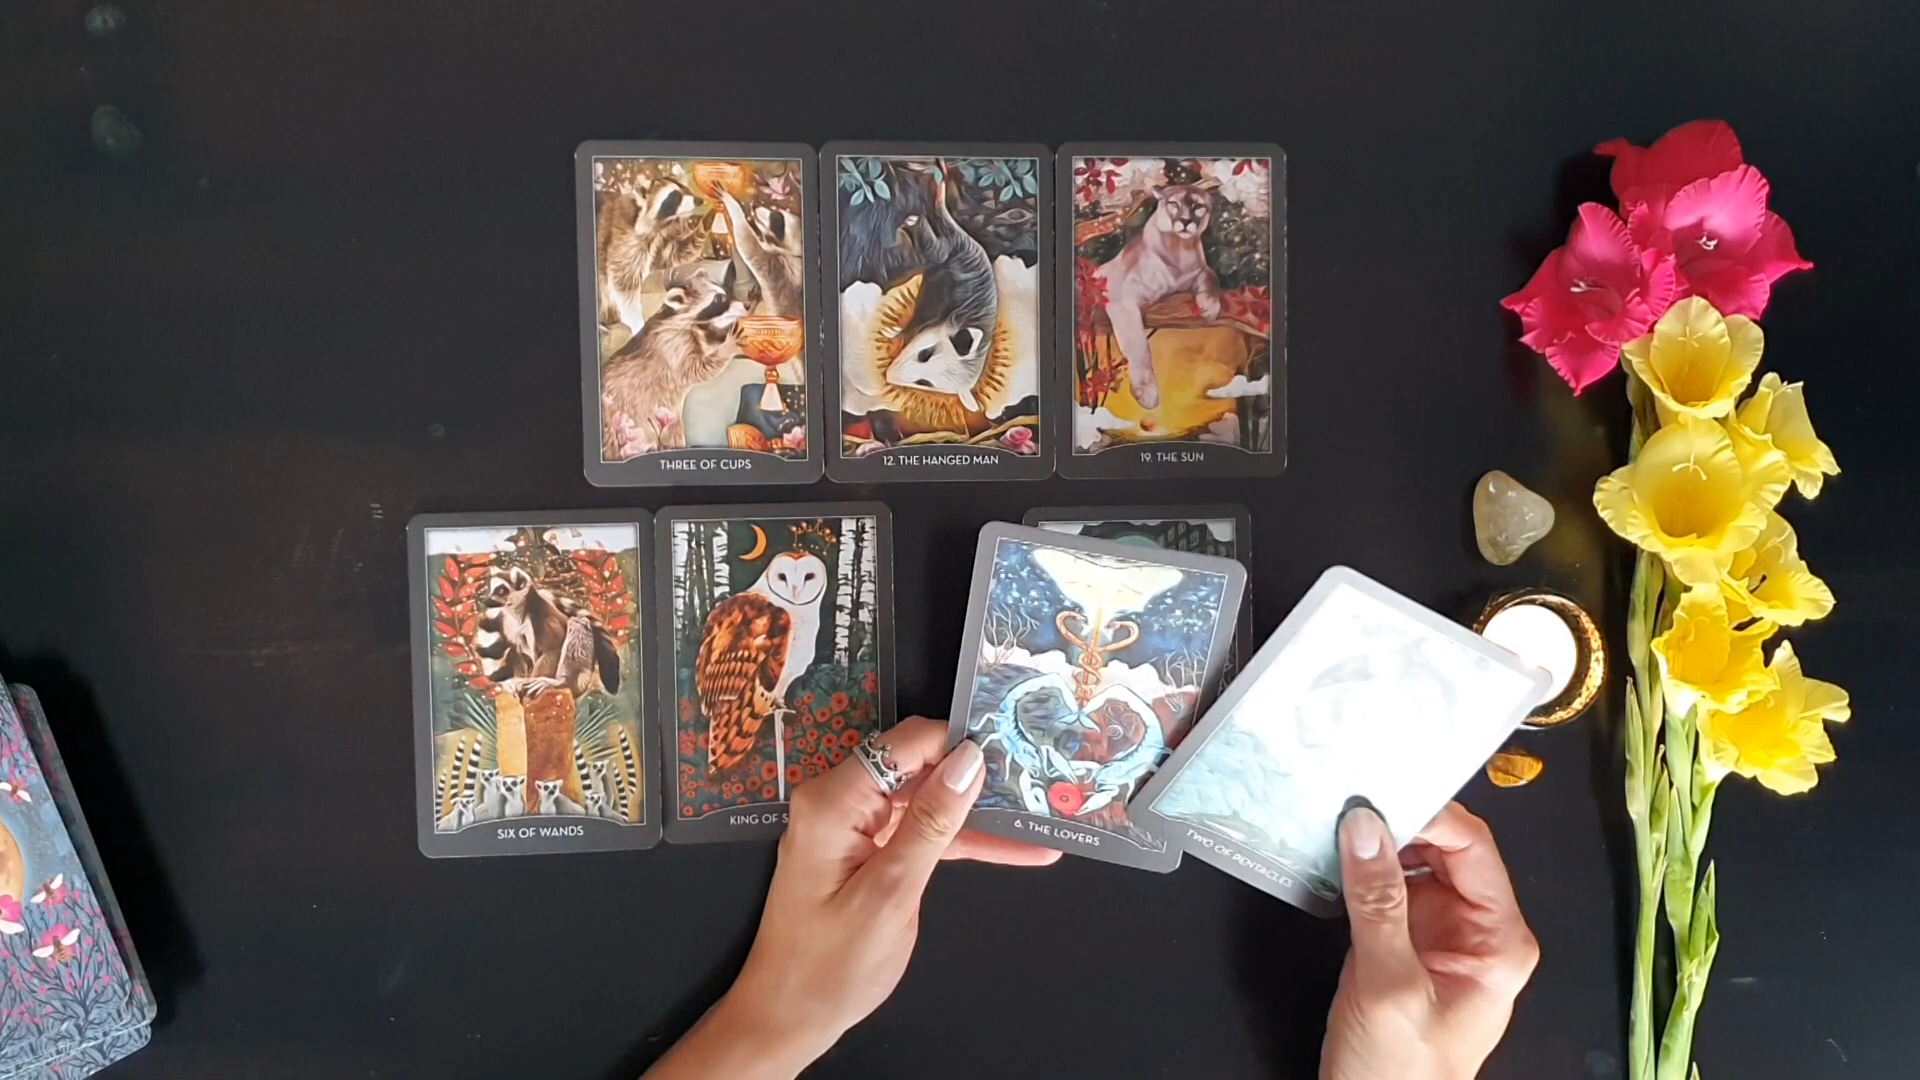 THREE OF CUPS
12. THE HANGED MAN
19. THE SUN
SIX OF WANDS
KING OF S
6. THE LOVERS
TWO OF PENTACLES